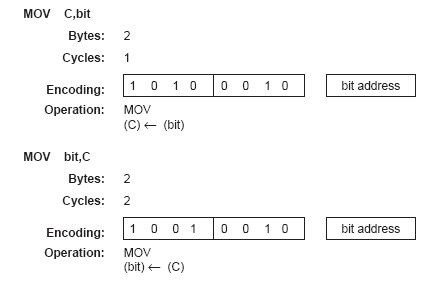 MOV C,bit
Bytes: 2
Cycles: 1
Encoding: 1 0 1 0 0 0 1 0 bit address
Operation: MOV
(C) ← (bit)
MOV bit,C
Bytes: 2
Cycles: 2
Encoding: 1 0 0 1 0 0 1 0 bit address
Operation: MOV
(bit) ← (C)